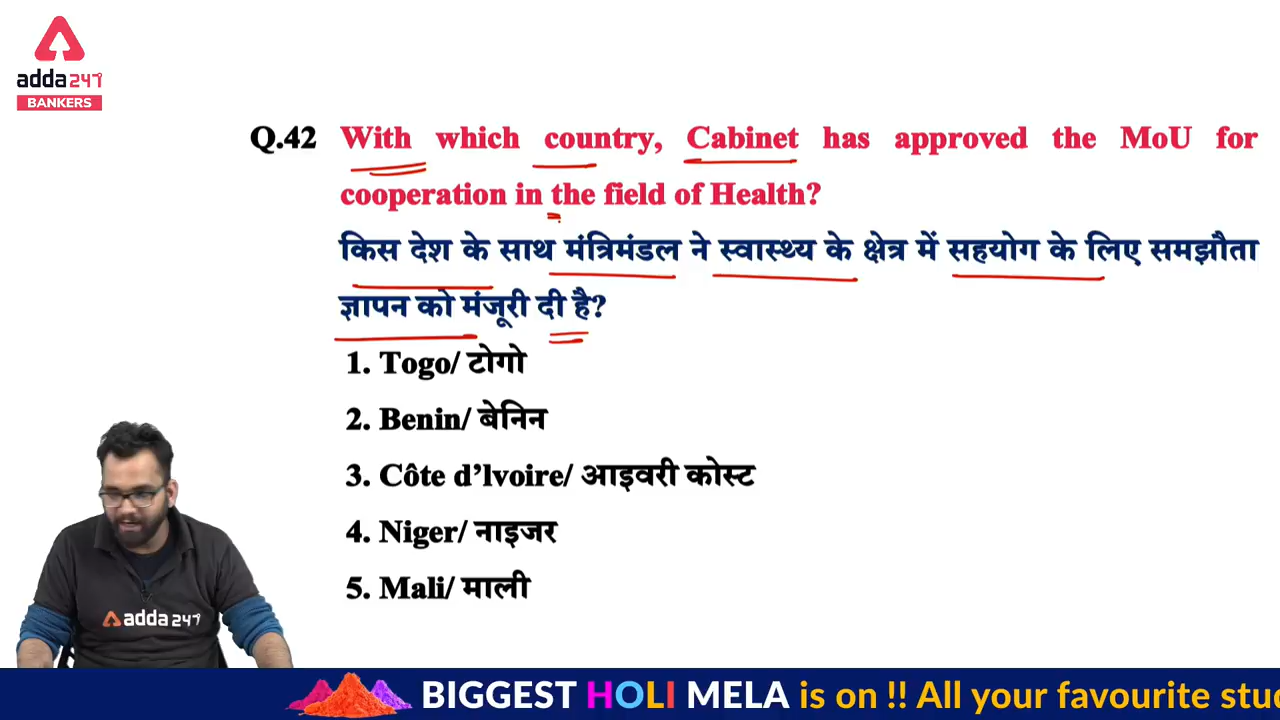 adda247
BANKERS
Q.42 With which country, Cabinet has approved the MoU for
cooperation in the field of Health?
किस देश के साथ मंत्रिमंडल ने स्वास्थ्य के क्षेत्र में सहयोग के लिए समझौता
ज्ञापन को मंजूरी दी है?
1. Togo/ टोगो
2. Benin/ बेनिन
3. Côte d’lvoire/ आइवरी कोस्ट
4. Niger/ नाइजर
5. Mali/ माली
adda247
BIGGEST HOLI MELA is on !! All your favourite stu